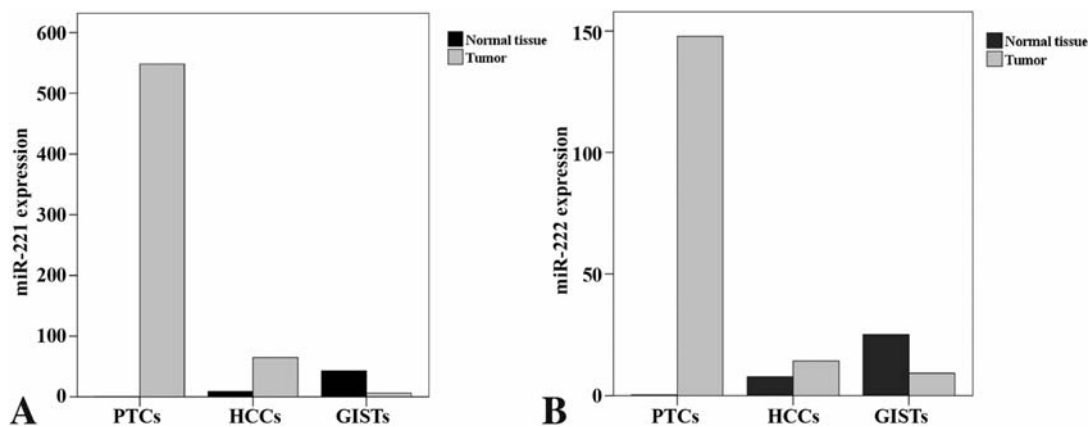 600
500
400
300
200
100
0
miR-221 expression
PTCs HCCs GISTs
Normal tissue
Tumor
A
150
100
50
0
miR-222 expression
PTCs HCCs GISTs
Normal tissue
Tumor
B